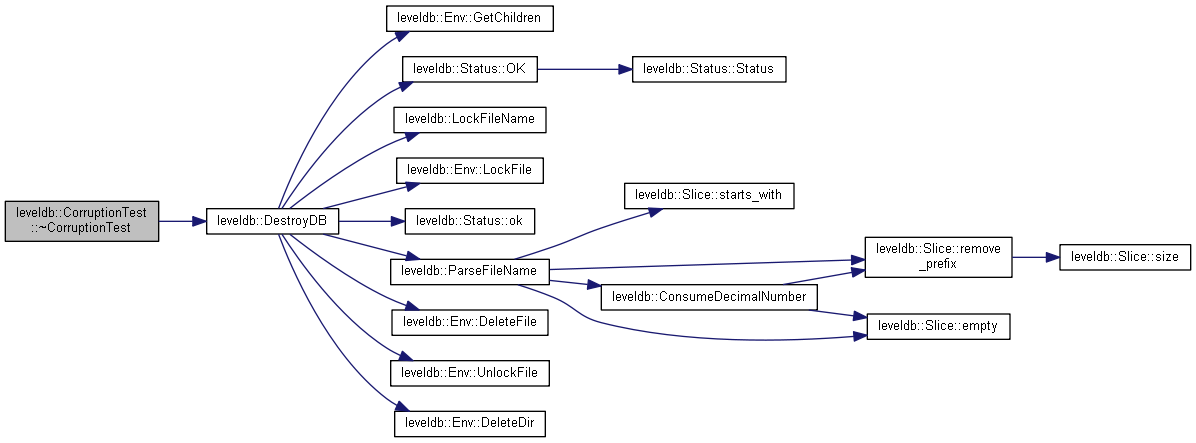 leveldb::Env::GetChildren
leveldb::Status::OK
leveldb::Status::Status
leveldb::LockFileName
leveldb::Env::LockFile
leveldb::Slice::starts_with
leveldb::CorruptionTest
::~CorruptionTest
leveldb::DestroyDB
leveldb::Status::ok
leveldb::ParseFileName
leveldb::Slice::remove
_prefix
leveldb::Slice::size
leveldb::ConsumeDecimalNumber
leveldb::Env::DeleteFile
leveldb::Slice::empty
leveldb::Env::UnlockFile
leveldb::Env::DeleteDir